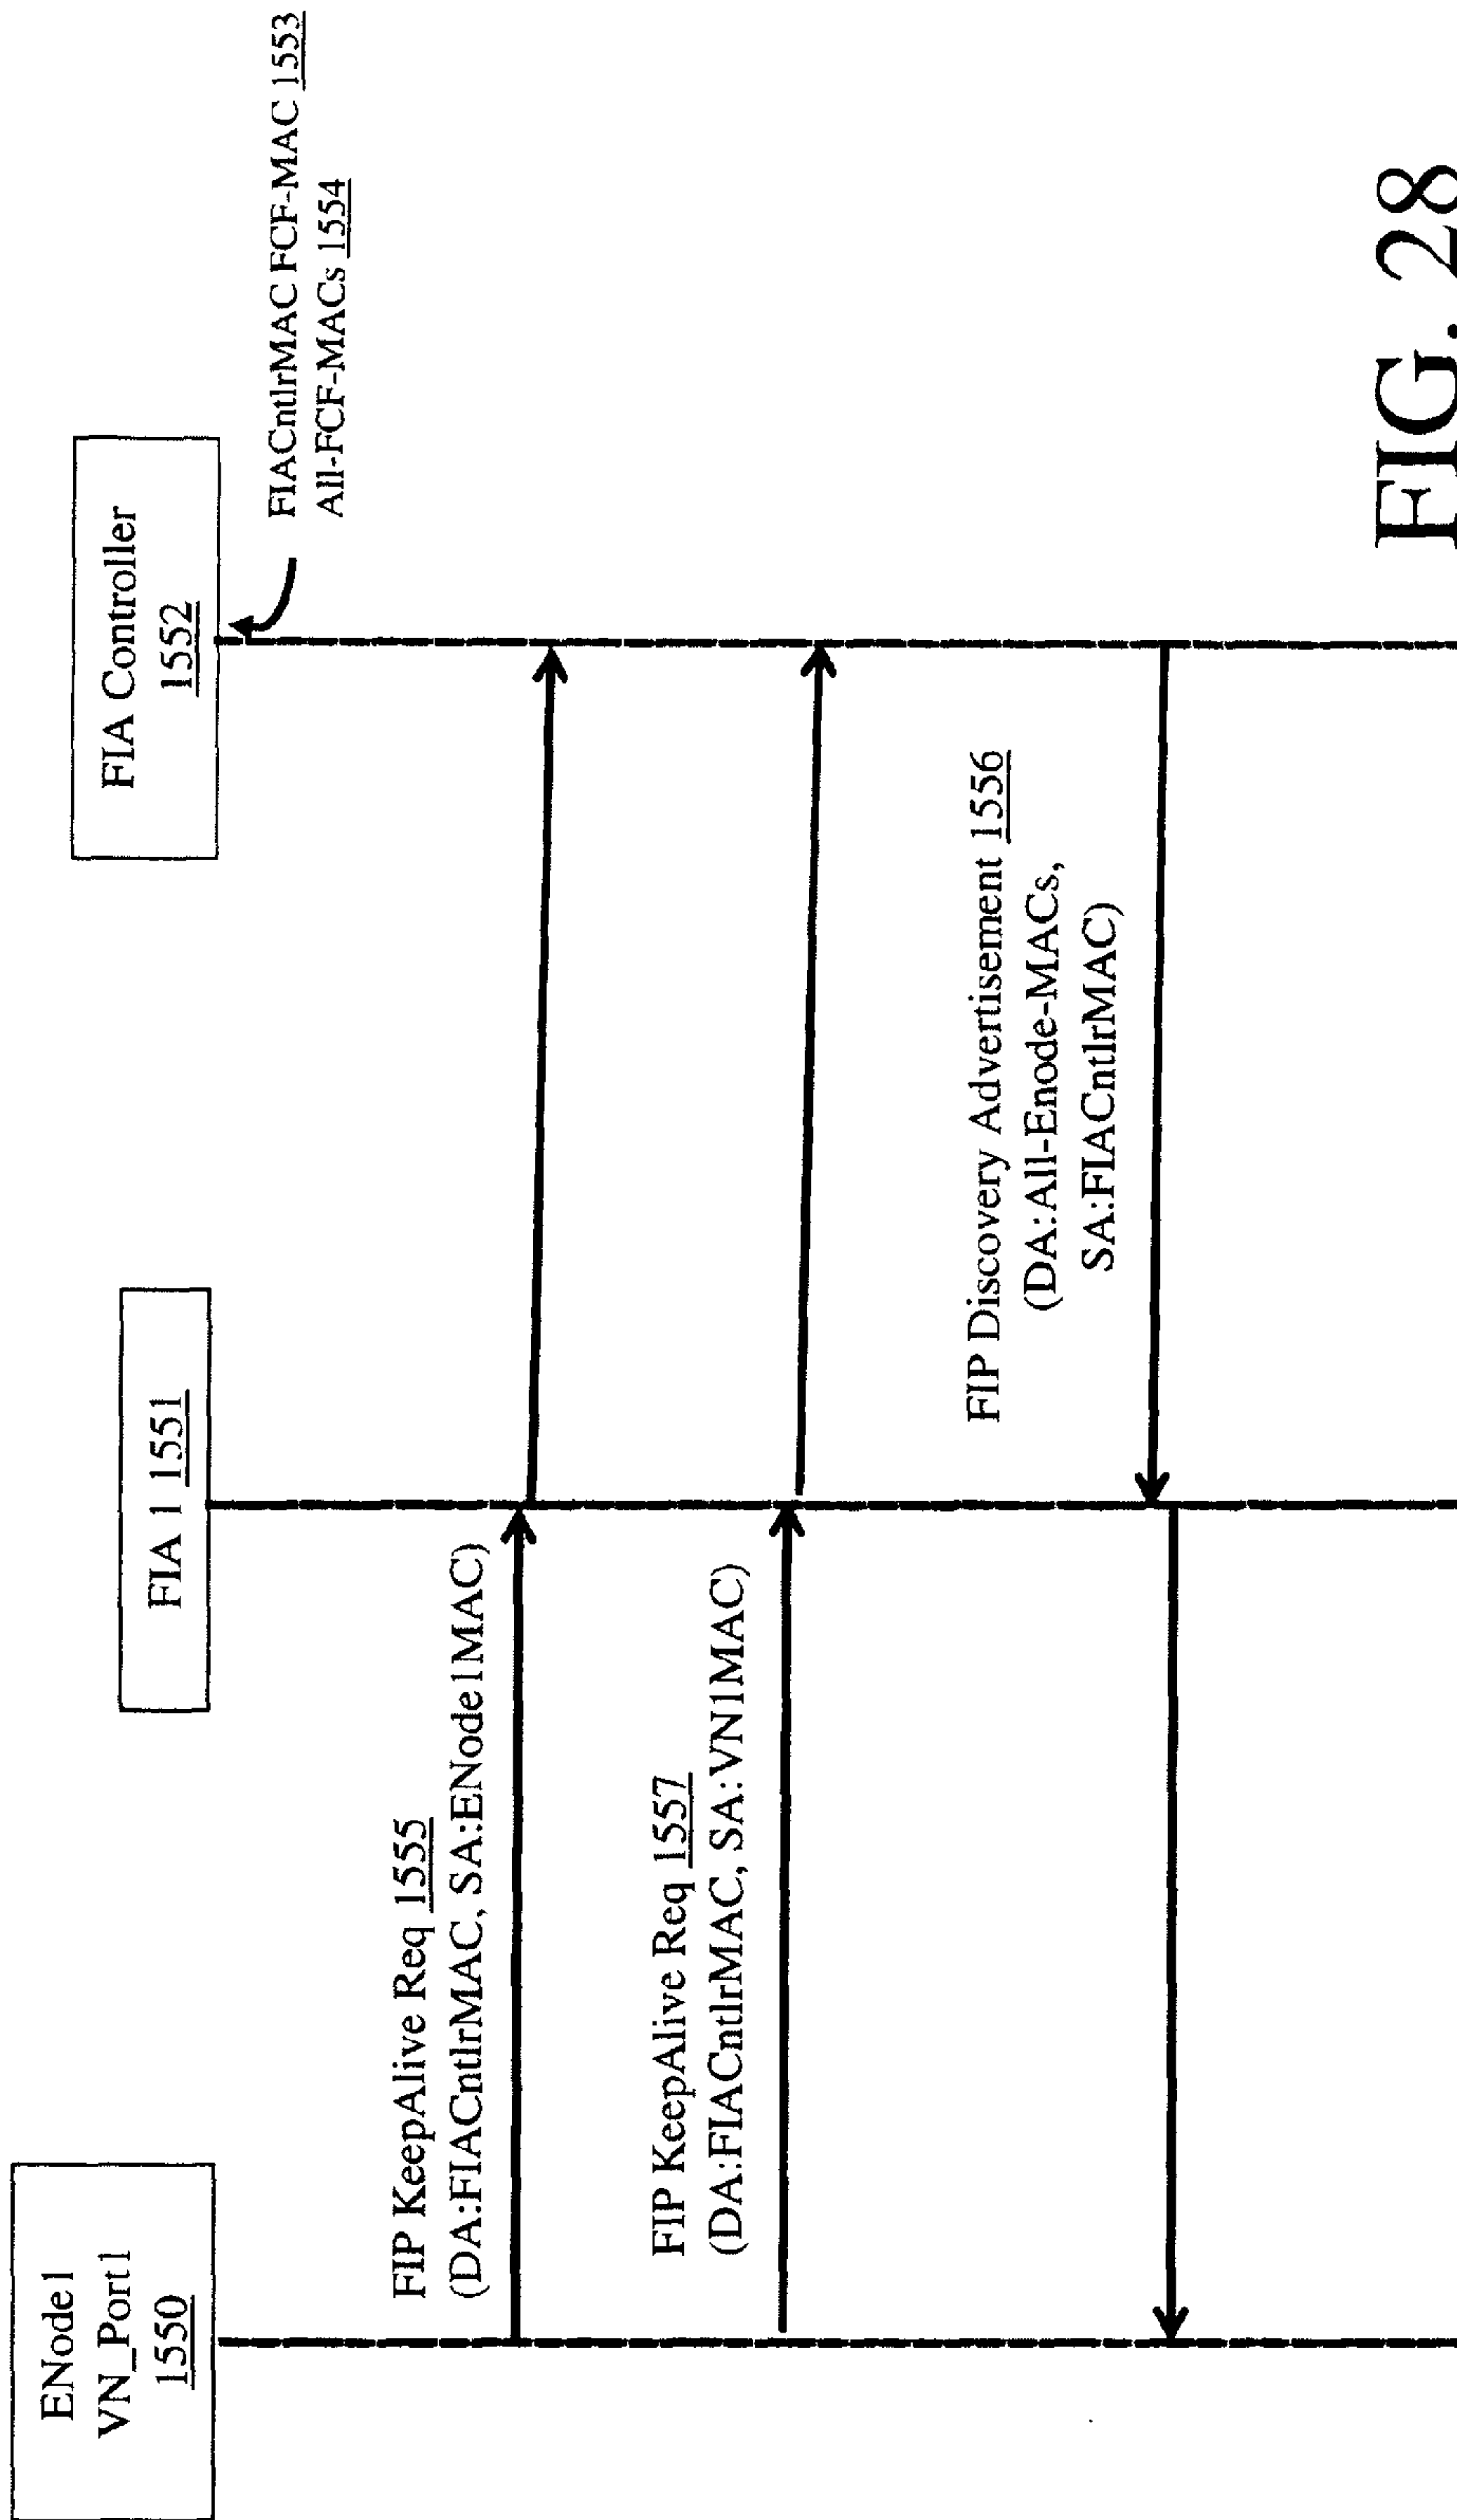 ENode1
VN_Port1
1550
FIA 1 1551
FIA Controller
1552
FIACntlrMAC FCF-MAC 1553
All-FCF-MACs 1554
FIP KeepAlive Req 1555
(DA:FIACntlrMAC, SA:ENode1MAC)
FIP KeepAlive Req 1557
(DA:FIACntlrMAC, SA:VN1MAC)
FIP Discovery Advertisement 1556
(DA:All-Enode-MACs,
SA:FIACntlrMAC)
FIG. 28